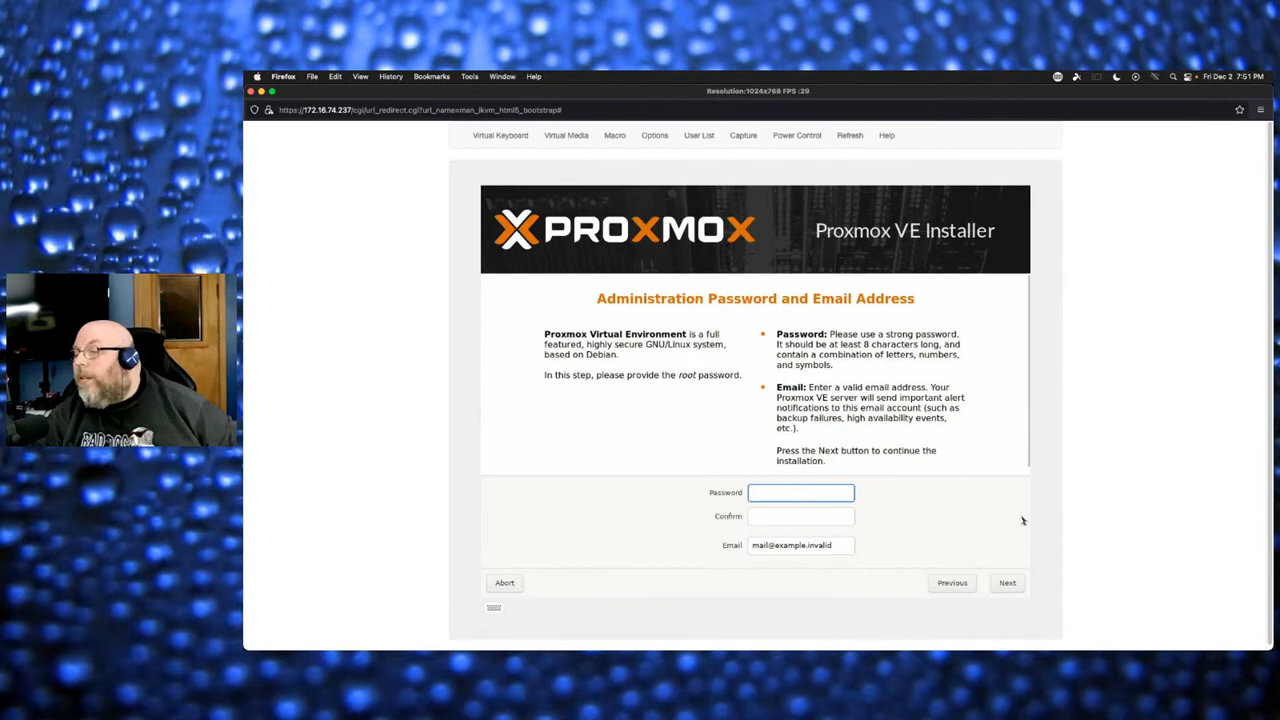 Firefox File Edit View History Bookmarks Tools Window Help
Fri Dec 2 7:51 PM
Resolution:1024x768 FPS :29
https://172.16.74.237/cgi/url_redirect.cgi?url_name=man_ikvm_html5_bootstrap#
Virtual Keyboard Virtual Media Macro Options User List Capture Power Control Refresh Help
PROXMOX
Proxmox VE Installer
Administration Password and Email Address
Proxmox Virtual Environment is a full
featured, highly secure GNU/Linux system,
based on Debian.
In this step, please provide the root password.
Password: Please use a strong password.
It should be at least 8 characters long, and
contain a combination of letters, numbers,
and symbols.
Email: Enter a valid email address. Your
Proxmox VE server will send important alert
notifications to this email account (such as
backup failures, high availability events,
etc.).
Press the Next button to continue the
installation.
Password
Confirm
Email mail@example.invalid
Abort Previous Next